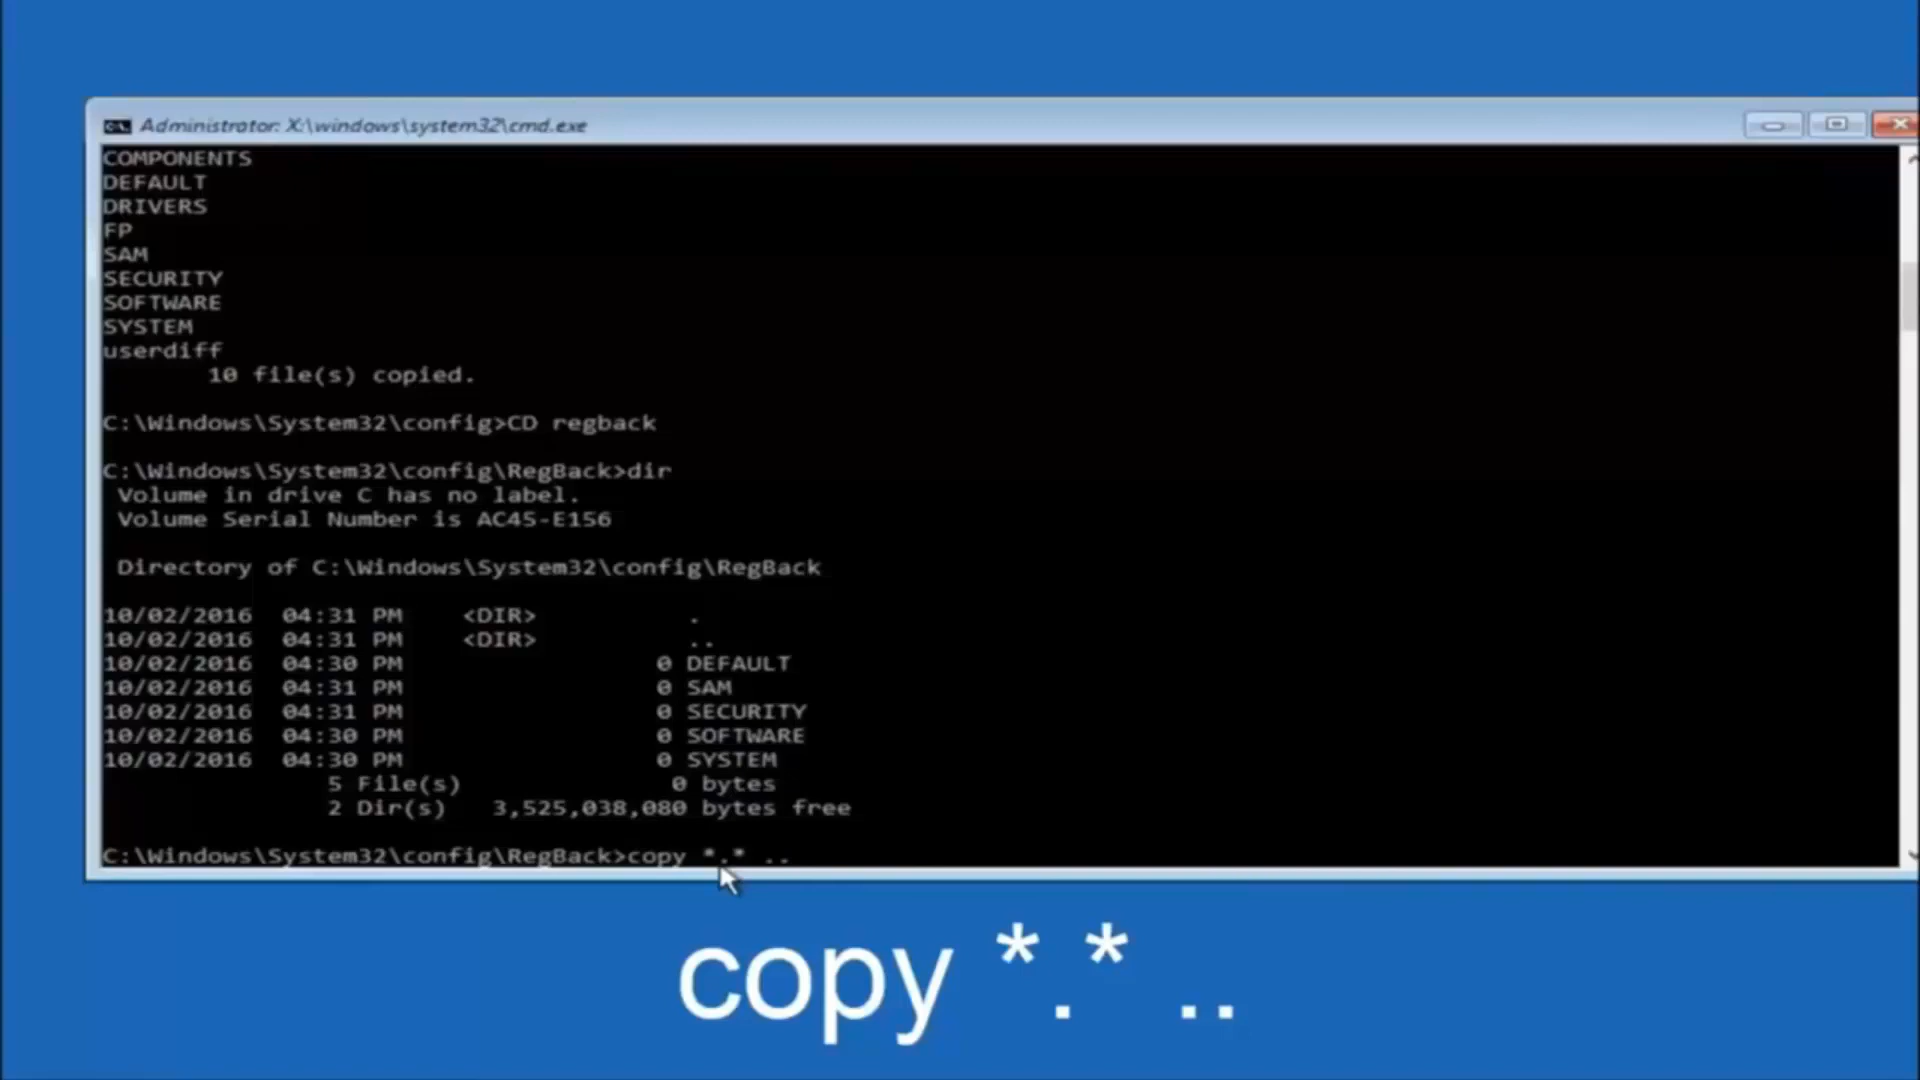 Administrator: X:\windows\system32\cmd.exe
COMPONENTS
DEFAULT
DRIVERS
FP
SAM
SECURITY
SOFTWARE
SYSTEM
userdiff
10 file(s) copied.
C:\Windows\System32\config>CD regback
C:\Windows\System32\config\RegBack>dir
Volume in drive C has no label.
Volume Serial Number is AC45-E156
Directory of C:\Windows\System32\config\RegBack
10/02/2016 04:31 PM <DIR> .
10/02/2016 04:31 PM <DIR> ..
10/02/2016 04:30 PM 0 DEFAULT
10/02/2016 04:31 PM 0 SAM
10/02/2016 04:31 PM 0 SECURITY
10/02/2016 04:30 PM 0 SOFTWARE
10/02/2016 04:30 PM 0 SYSTEM
5 File(s) 0 bytes
2 Dir(s) 3,525,038,080 bytes free
C:\Windows\System32\config\RegBack>copy *.* ..
copy *.* ..